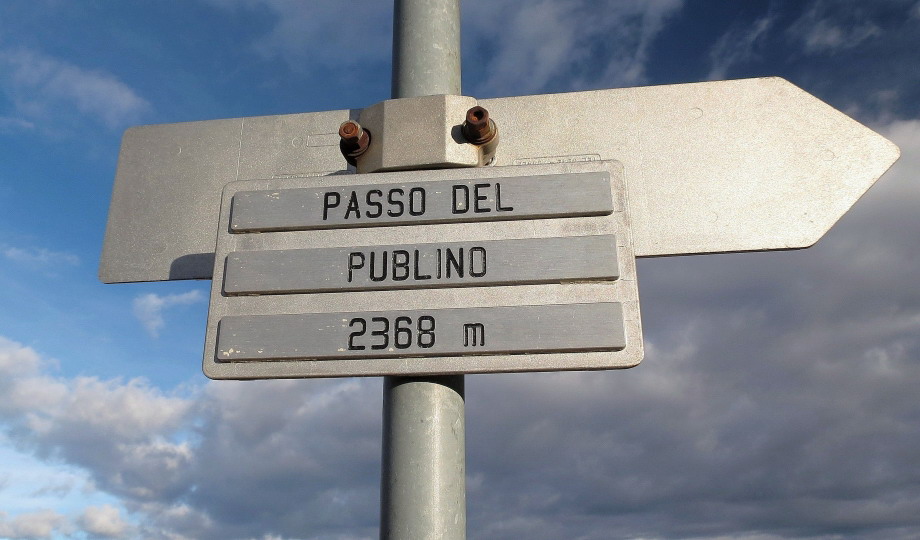 PASSO DEL
PUBLINO
2368 m